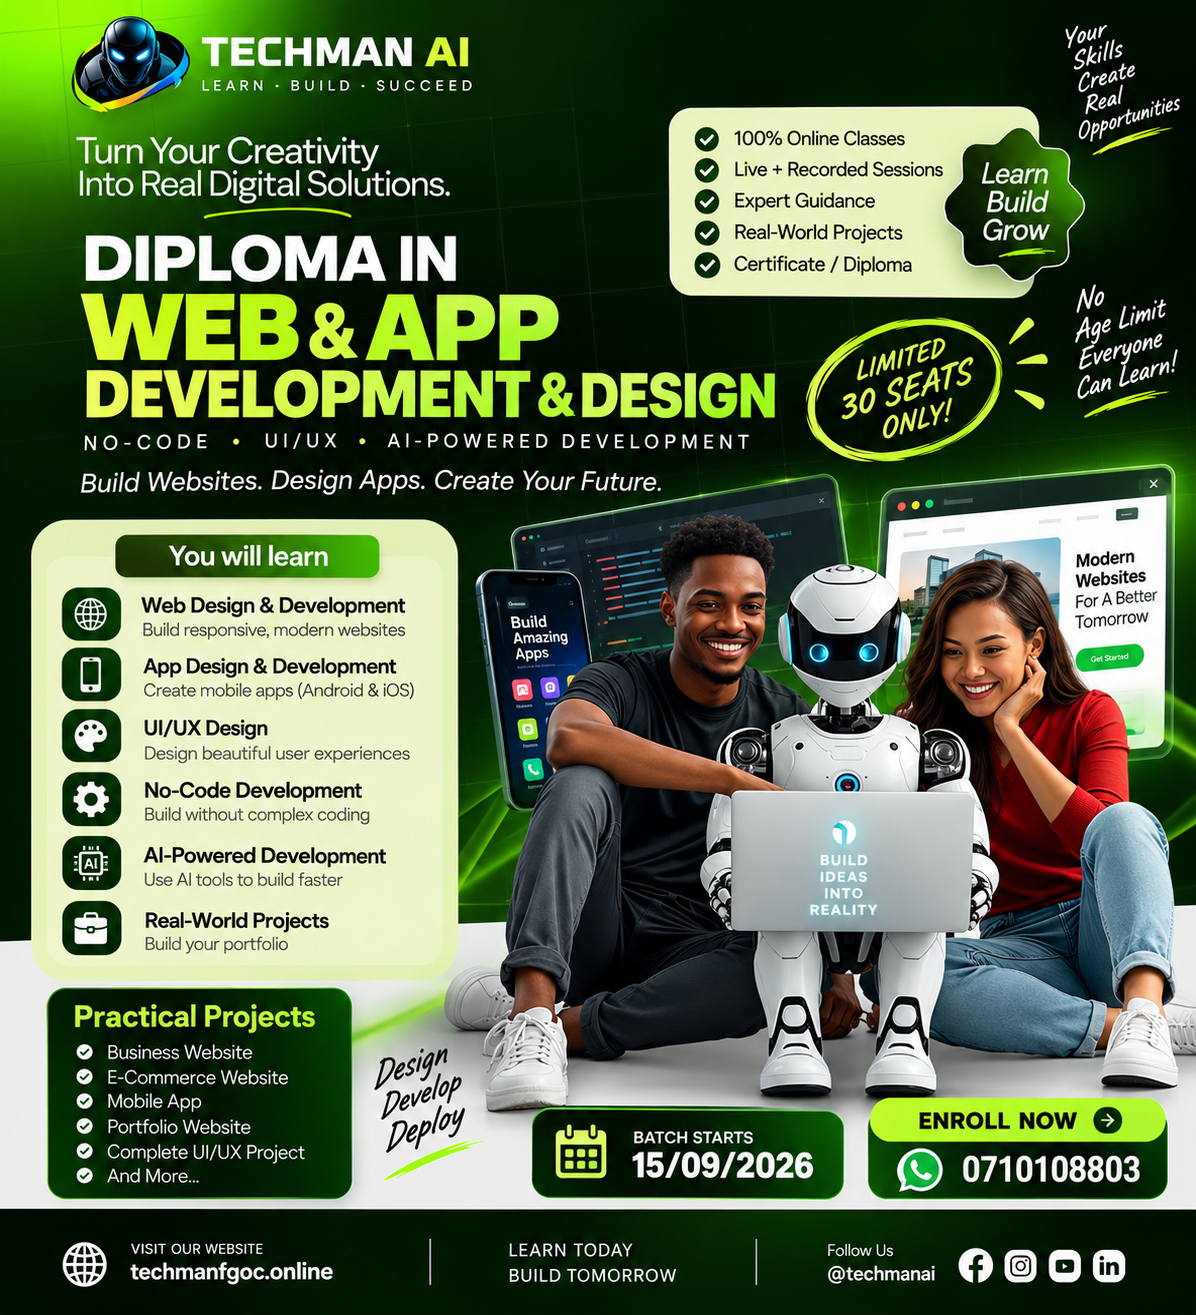 TECHMAN AI
LEARN · BUILD · SUCCEED
Your
Skills
Create
Real
Opportunities
Turn Your Creativity
Into Real Digital Solutions.
100% Online Classes
Live + Recorded Sessions
Expert Guidance
Real-World Projects
Certificate / Diploma
Learn
Build
Grow
DIPLOMA IN
WEB & APP
DEVELOPMENT & DESIGN
NO-CODE • UI/UX • AI-POWERED DEVELOPMENT
Build Websites. Design Apps. Create Your Future.
LIMITED
30 SEATS
ONLY!
No
Age Limit
Everyone
Can Learn!
You will learn
Web Design & Development
Build responsive, modern websites
App Design & Development
Create mobile apps (Android & iOS)
UI/UX Design
Design beautiful user experiences
No-Code Development
Build without complex coding
AI
AI-Powered Development
Use AI tools to build faster
Real-World Projects
Build your portfolio
Build
Amazing
Apps
Modern
Websites
For A Better
Tomorrow
Get Started
BUILD
IDEAS
INTO
REALITY
Practical Projects
Business Website
E-Commerce Website
Mobile App
Portfolio Website
Complete UI/UX Project
And More...
Design
Develop
Deploy
BATCH STARTS
15/09/2026
ENROLL NOW
0710108803
VISIT OUR WEBSITE
techmanfgoc.online
LEARN TODAY
BUILD TOMORROW
Follow Us
@techmanai